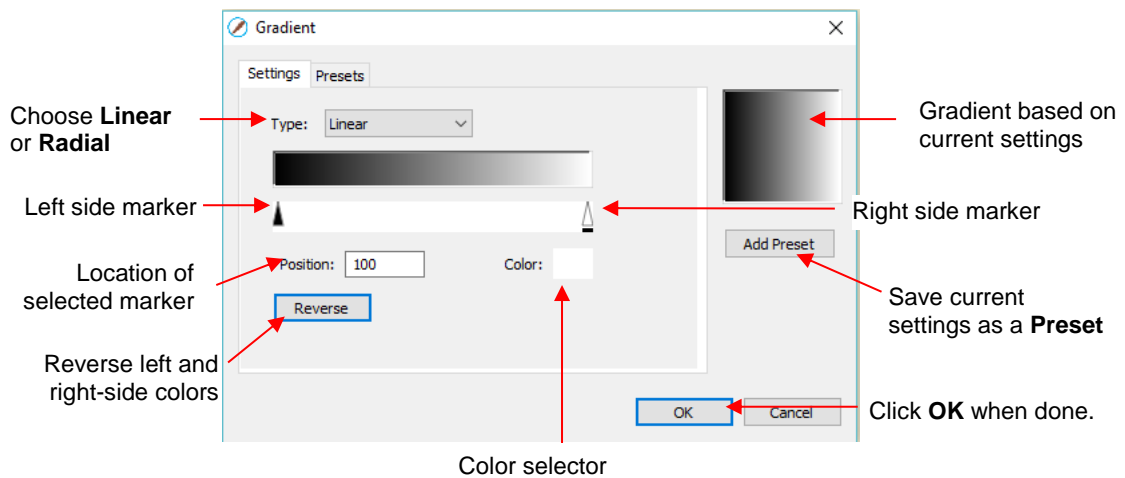 Gradient
Settings Presets
Choose Linear
or Radial
Type: Linear
Gradient based on
current settings
Left side marker
Right side marker
Add Preset
Location of
selected marker
Position: 100 Color:
Reverse
Save current
settings as a Preset
Reverse left and
right-side colors
OK Cancel
Click OK when done.
Color selector